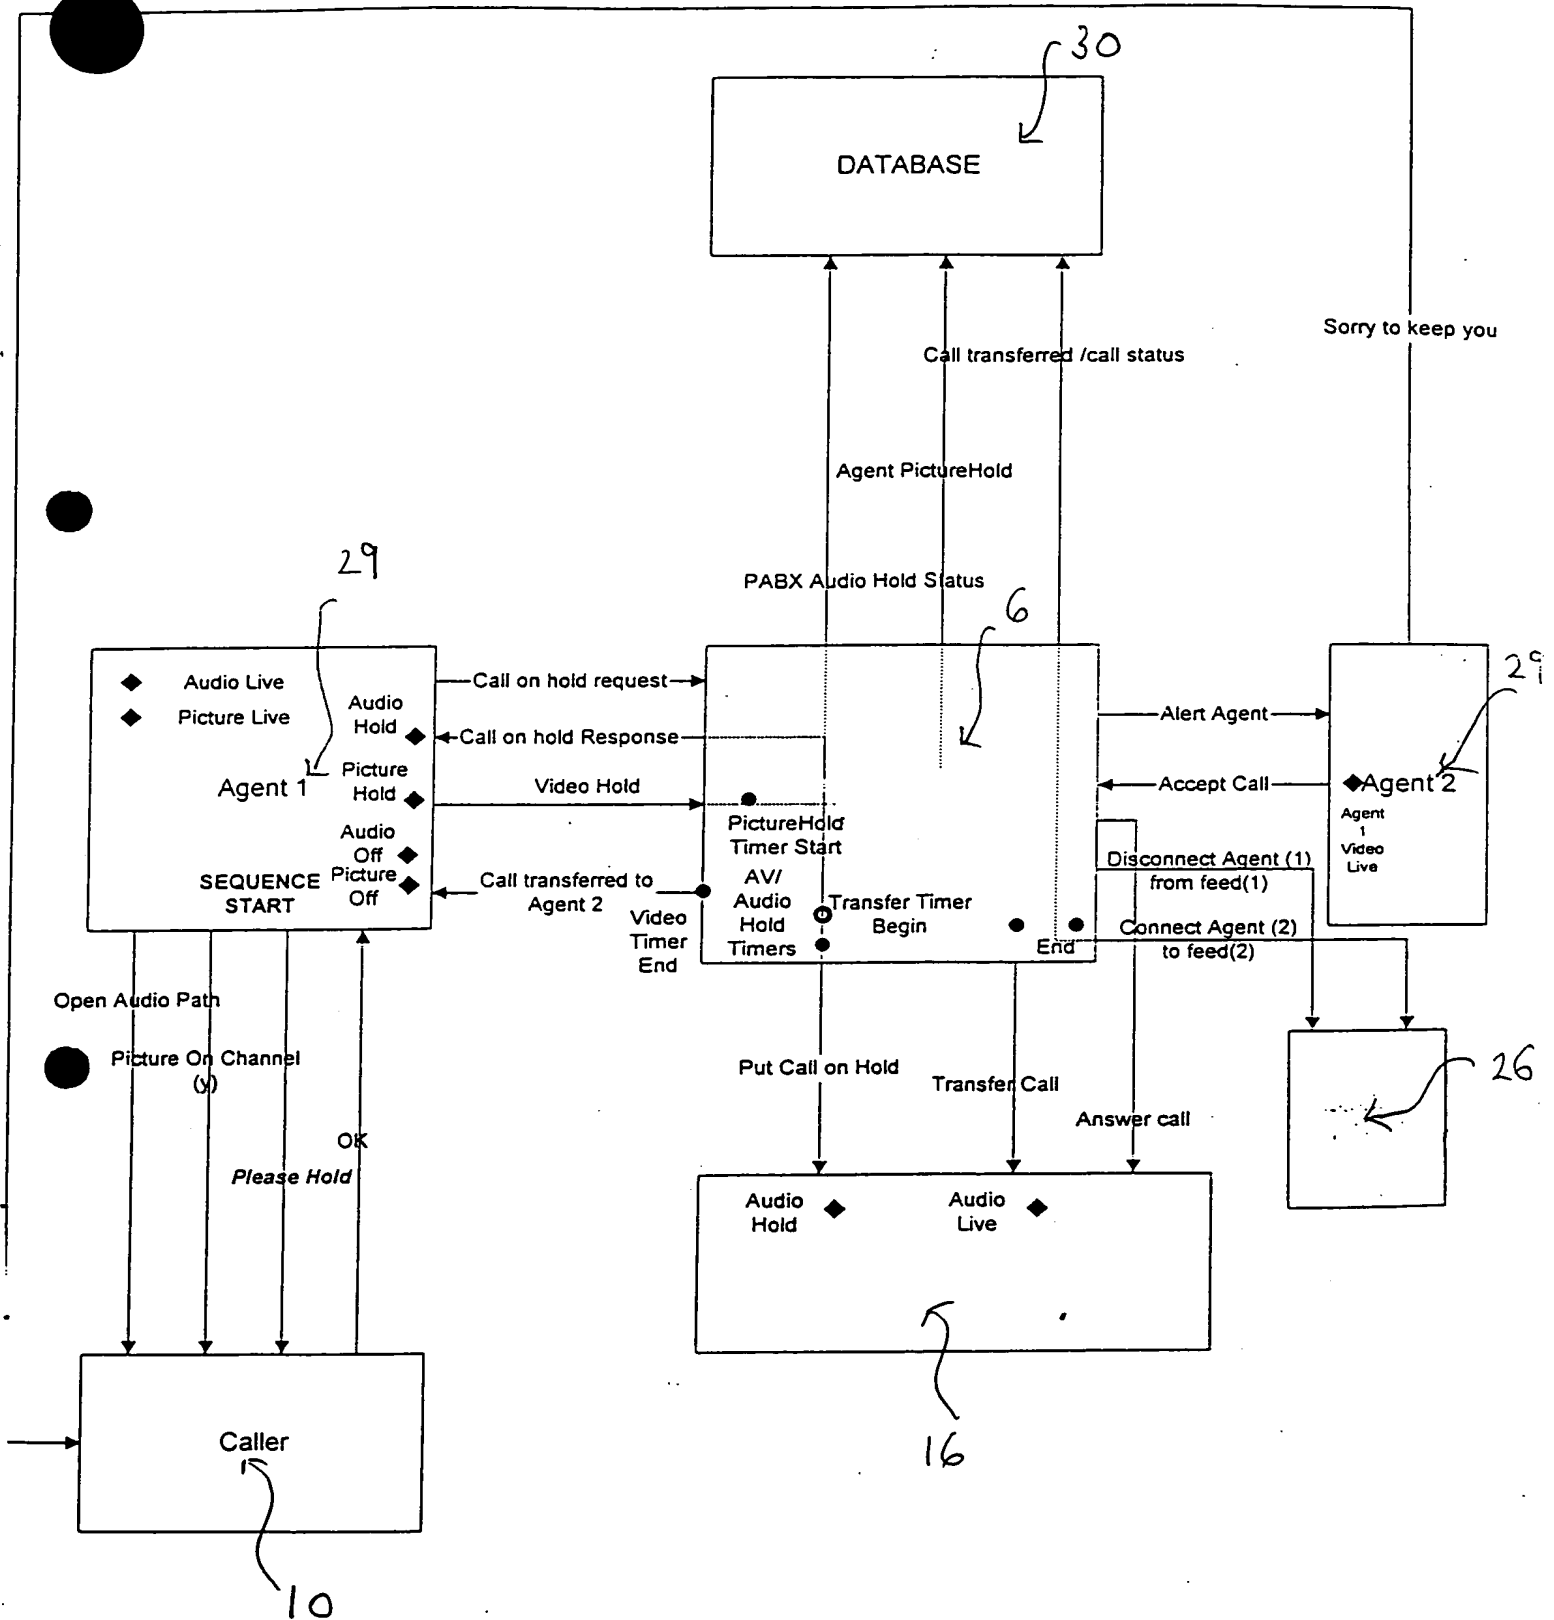 30
DATABASE
Sorry to keep you
Call transferred /call status
Agent PictureHold
PABX Audio Hold Status
29
6
Audio Live
Picture Live
Audio
Hold
Agent 1
Picture
Hold
Audio
Off
Picture
Off
SEQUENCE
START
Call on hold request
Call on hold Response
Video Hold
Call transferred to
Agent 2
Video
Timer
End
PictureHold
Timer Start
AV/
Audio
Hold
Timers
Transfer Timer
Begin
End
Alert Agent
Accept Call
29
Agent 2
Agent
1
Video
Live
Disconnect Agent (1)
from feed(1)
Connect Agent (2)
to feed(2)
Open Audio Path
Picture On Channel
(y)
OK
Please Hold
Put Call on Hold
Transfer Call
Answer call
26
Audio
Hold
Audio
Live
16
Caller
10